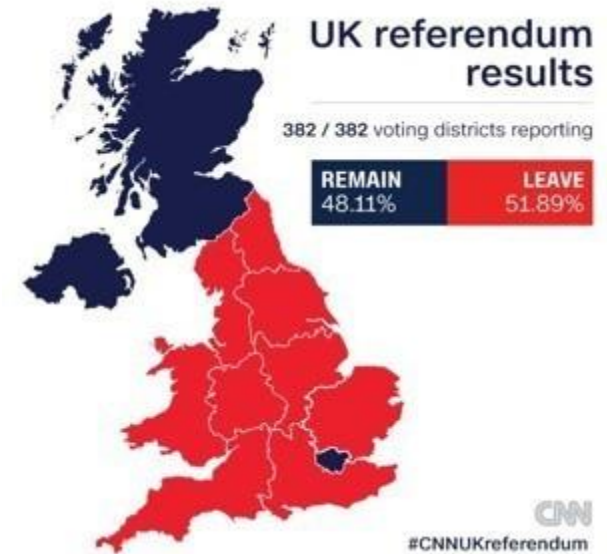 UK referendum
results
382 / 382 voting districts reporting
REMAIN
48.11%
LEAVE
51.89%
CNN
#CNNUKreferendum